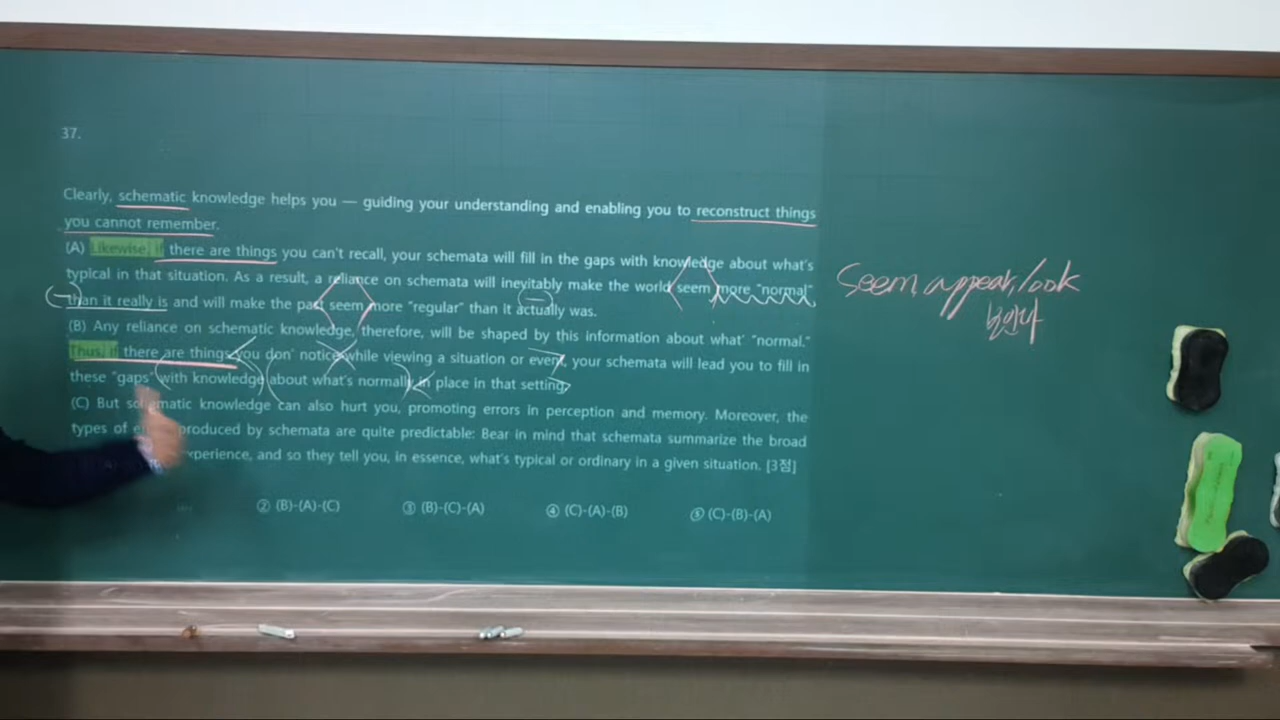 37.
Clearly, schematic knowledge helps you — guiding your understanding and enabling you to reconstruct things
you cannot remember.
(A) Likewise, if there are things you can't recall, your schemata will fill in the gaps with knowledge about what's
typical in that situation. As a result, a reliance on schemata will inevitably make the world seem more "normal"
than it really is and will make the past seem more "regular" than it actually was.
(B) Any reliance on schematic knowledge, therefore, will be shaped by this information about what' "normal."
Thus, if there are things you don' notice while viewing a situation or event, your schemata will lead you to fill in
these "gaps" with knowledge about what's normally in place in that setting.
(C) But schematic knowledge can also hurt you, promoting errors in perception and memory. Moreover, the
types of produced by schemata are quite predictable: Bear in mind that schemata summarize the broad
and so they tell you, in essence, what's typical or ordinary in a given situation. [3점]
② (B)-(A)-(C) ③ (B)-(C)-(A) ④ (C)-(A)-(B) ⑤ (C)-(B)-(A)
Seem, appear, look
보인다